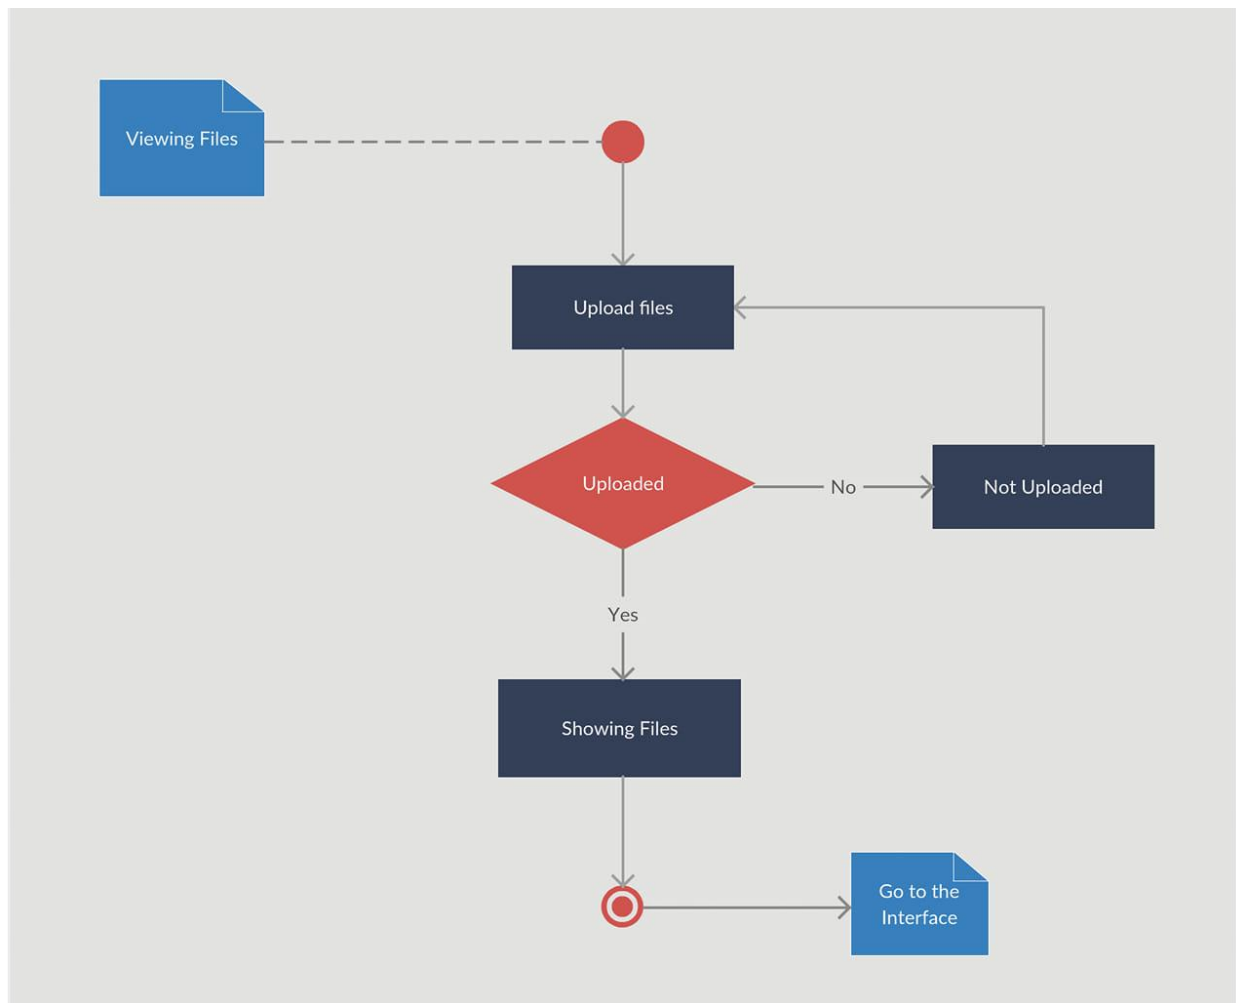 Viewing Files
Upload files
Uploaded
No
Not Uploaded
Yes
Showing Files
Go to the
Interface